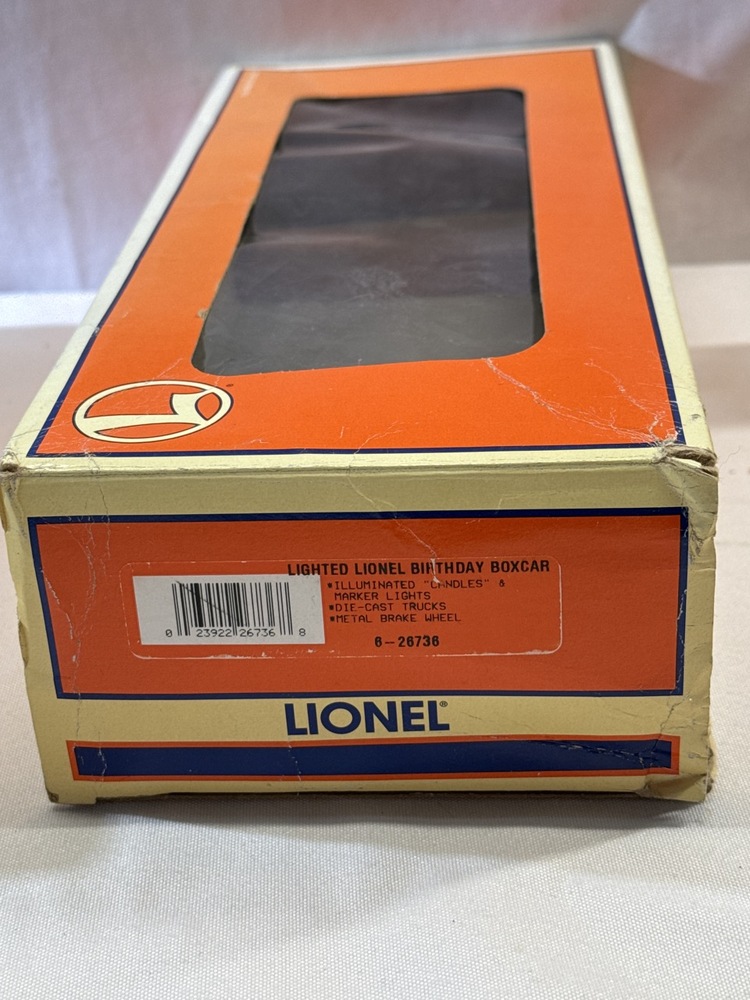 L
LIGHTED LIONEL BIRTHDAY BOXCAR
*ILLUMINATED "CANDLES" &
MARKER LIGHTS
*DIE-CAST TRUCKS
*METAL BRAKE WHEEL
0 23922 26736 8
6-26736
LIONEL®